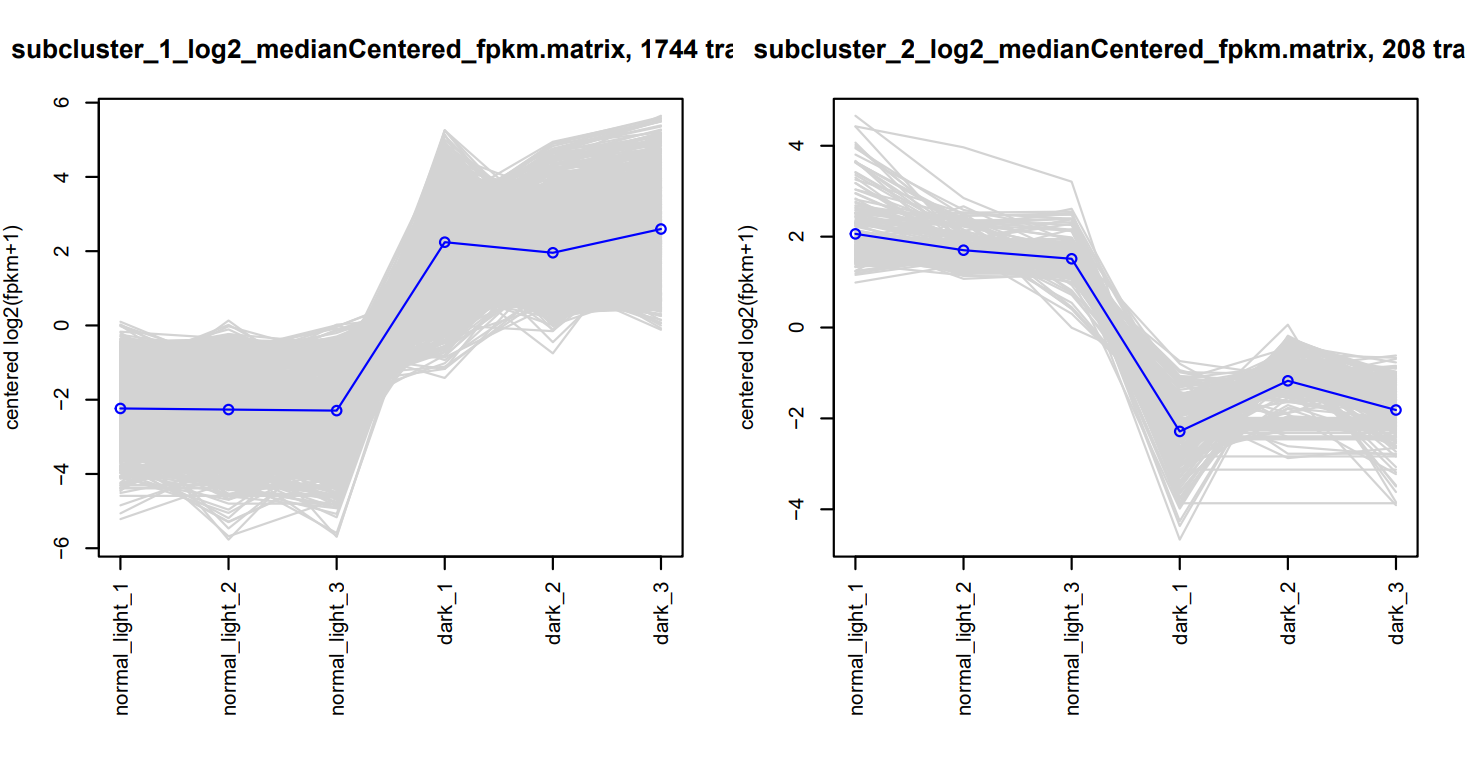 subcluster_1_log2_medianCentered_fpkm.matrix, 1744 tra
centered log2(fpkm+1)
6
4
2
0
−2
−4
−6
normal_light_1
normal_light_2
normal_light_3
dark_1
dark_2
dark_3
subcluster_2_log2_medianCentered_fpkm.matrix, 208 tra
centered log2(fpkm+1)
4
2
0
−2
−4
normal_light_1
normal_light_2
normal_light_3
dark_1
dark_2
dark_3